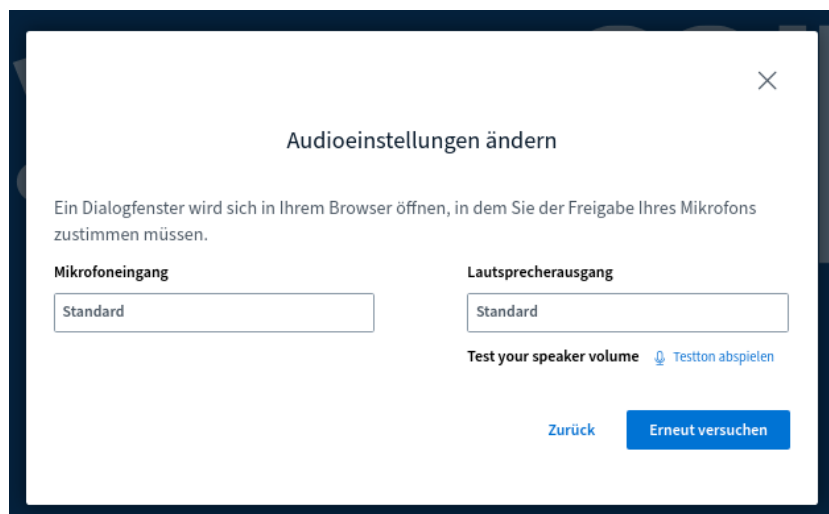 Audioeinstellungen ändern
Ein Dialogfenster wird sich in Ihrem Browser öffnen, in dem Sie der Freigabe Ihres Mikrofons
zustimmen müssen.
Mikrofoneingang
Standard
Lautsprecherausgang
Standard
Test your speaker volume Testton abspielen
Zurück Erneut versuchen